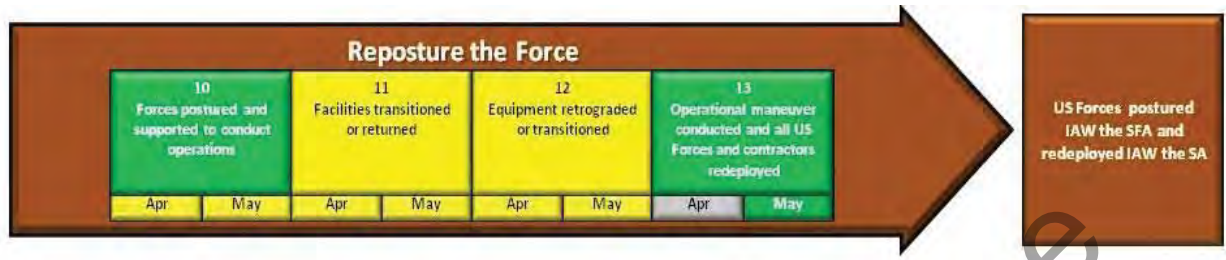 Reposture the Force
10
Forces postured and
supported to conduct
operations
Apr
May
11
Facilities transitioned
or returned
Apr
May
12
Equipment retrograded
or transitioned
Apr
May
13
Operational maneuver
conducted and all US
Forces and contractors
redeployed
Apr
May
US Forces postured
IAW the SFA and
redeployed IAW the SA